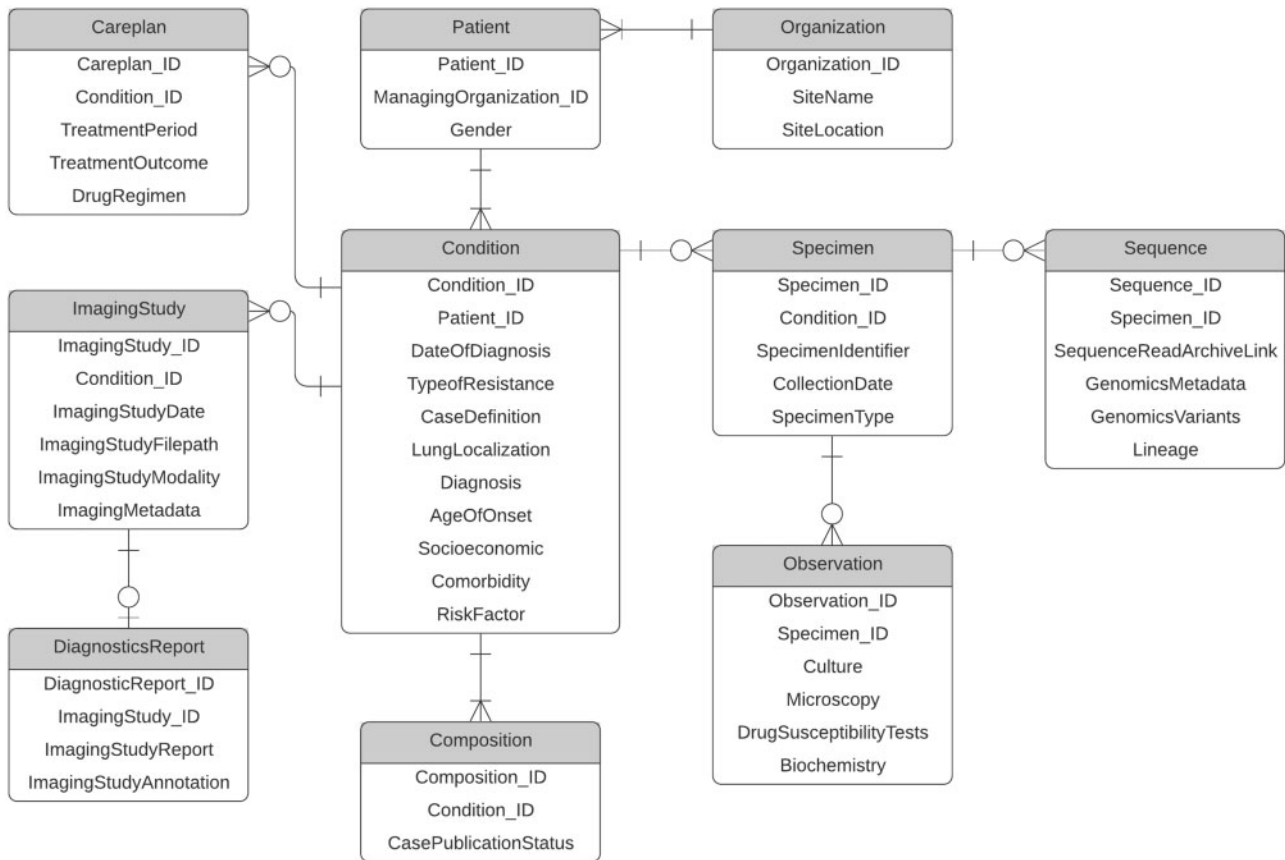 Careplan
Careplan_ID
Condition_ID
TreatmentPeriod
TreatmentOutcome
DrugRegimen
Patient
Patient_ID
ManagingOrganization_ID
Gender
Organization
Organization_ID
SiteName
SiteLocation
ImagingStudy
ImagingStudy_ID
Condition_ID
ImagingStudyDate
ImagingStudyFilepath
ImagingStudyModality
ImagingMetadata
Condition
Condition_ID
Patient_ID
DateOfDiagnosis
TypeofResistance
CaseDefinition
LungLocalization
Diagnosis
AgeOfOnset
Socioeconomic
Comorbidity
RiskFactor
Specimen
Specimen_ID
Condition_ID
SpecimenIdentifier
CollectionDate
SpecimenType
Sequence
Sequence_ID
Specimen_ID
SequenceReadArchiveLink
GenomicsMetadata
GenomicsVariants
Lineage
DiagnosticsReport
DiagnosticReport_ID
ImagingStudy_ID
ImagingStudyReport
ImagingStudyAnnotation
Composition
Composition_ID
Condition_ID
CasePublicationStatus
Observation
Observation_ID
Specimen_ID
Culture
Microscopy
DrugSusceptibilityTests
Biochemistry